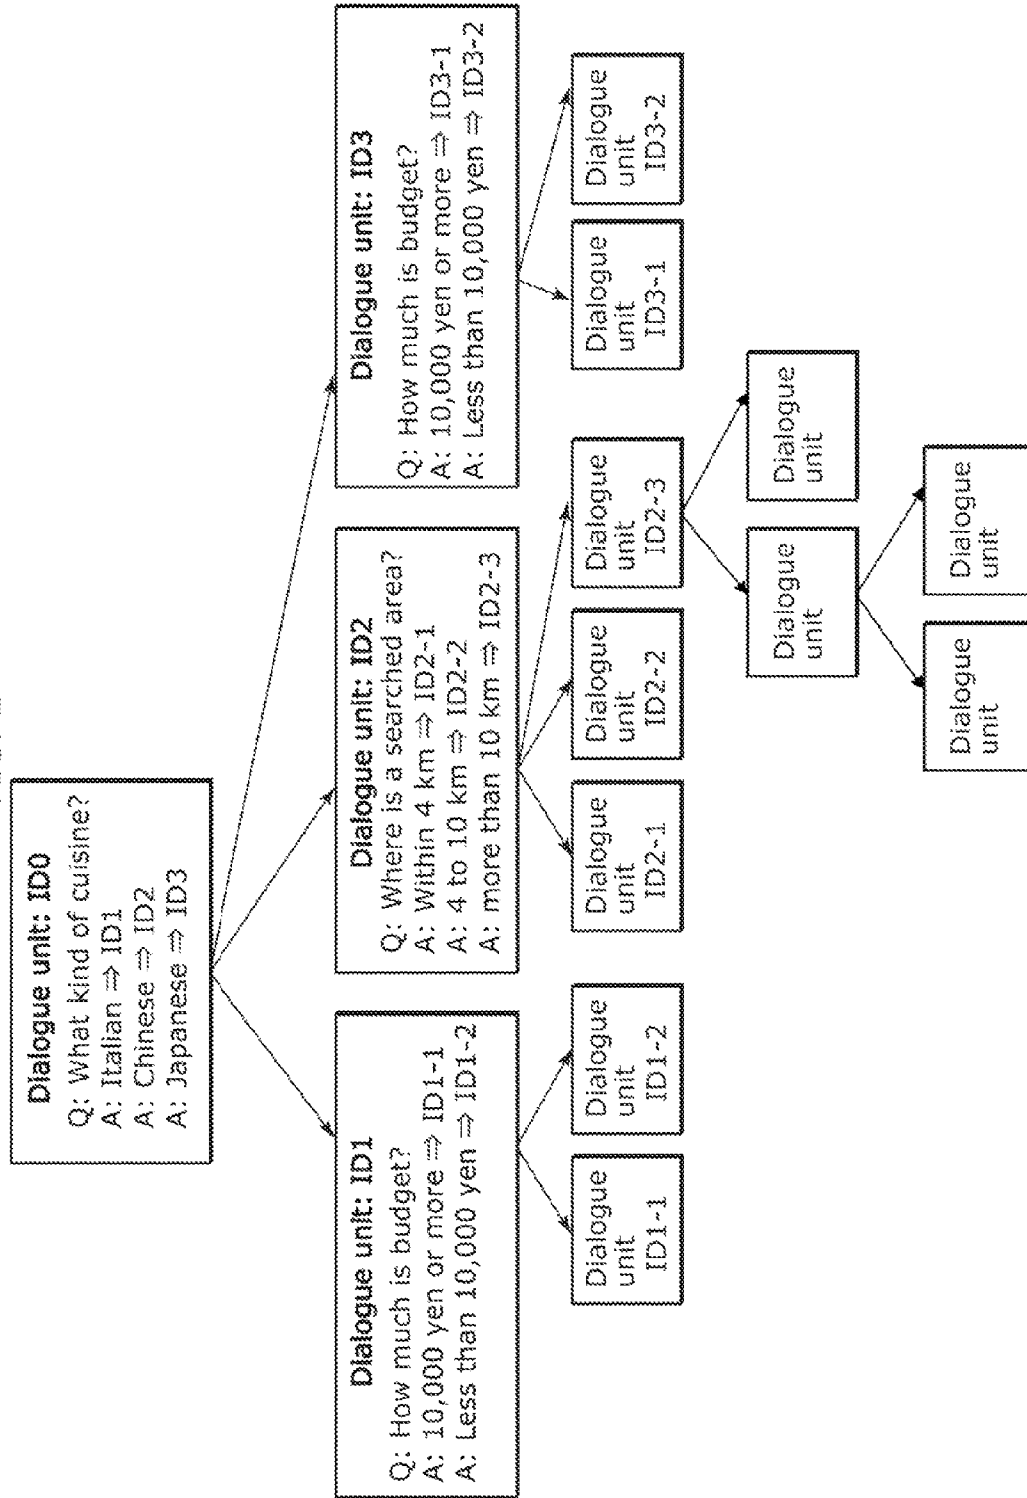 Dialogue unit: ID0
Q: What kind of cuisine?
A: Italian ⇒ ID1
A: Chinese ⇒ ID2
A: Japanese ⇒ ID3
Dialogue unit: ID1
Q: How much is budget?
A: 10,000 yen or more ⇒ ID1-1
A: Less than 10,000 yen ⇒ ID1-2
Dialogue unit: ID2
Q: Where is a searched area?
A: Within 4 km ⇒ ID2-1
A: 4 to 10 km ⇒ ID2-2
A: more than 10 km ⇒ ID2-3
Dialogue unit: ID3
Q: How much is budget?
A: 10,000 yen or more ⇒ ID3-1
A: Less than 10,000 yen ⇒ ID3-2
Dialogue
unit
ID1-1
Dialogue
unit
ID1-2
Dialogue
unit
ID2-1
Dialogue
unit
ID2-2
Dialogue
unit
ID2-3
Dialogue
unit
ID3-1
Dialogue
unit
ID3-2
Dialogue
unit
Dialogue
unit
Dialogue
unit
Dialogue
unit